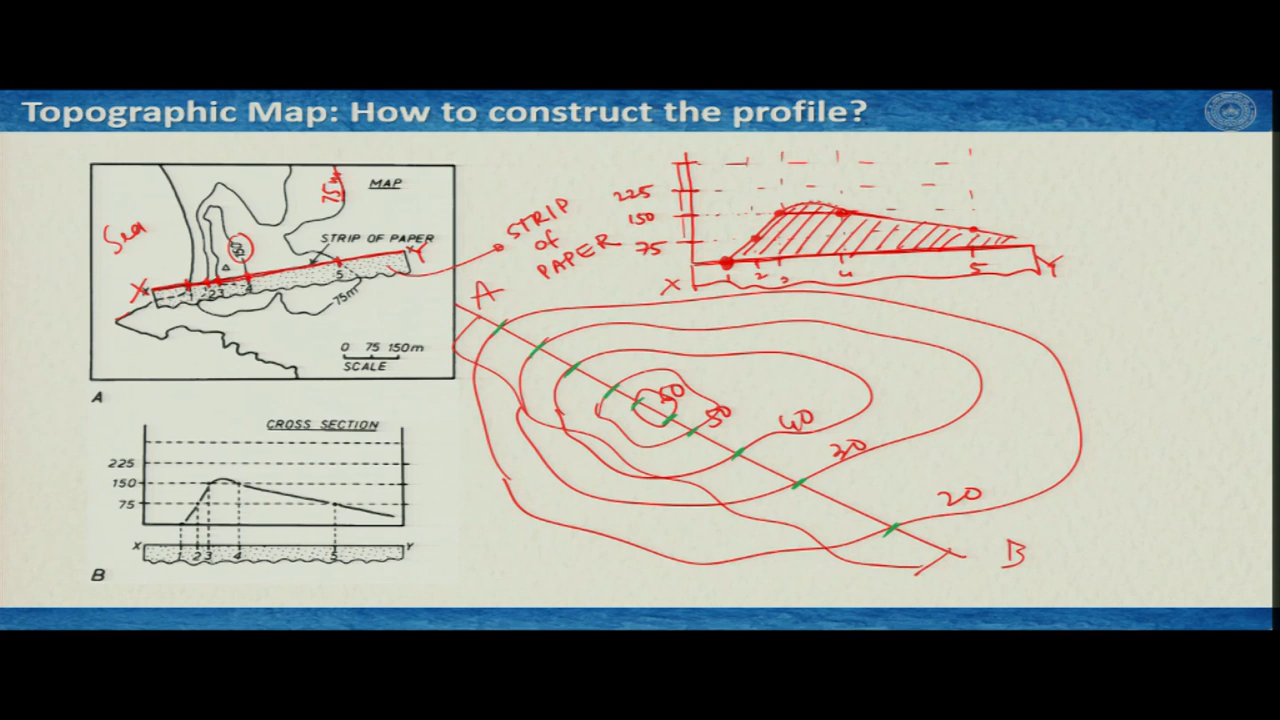 Topographic Map: How to construct the profile?
MAP
75 m
Sea
STRIP OF PAPER
X
x
Y
1
2 3
4
5
75m
0 75 150m
SCALE
A
CROSS SECTION
225
150
75
X
1 2 3 4 5
Y
B
STRIP
of
PAPER
225
150
75
X
1 2 3 4 5
Y
A
50
40
30
20
B